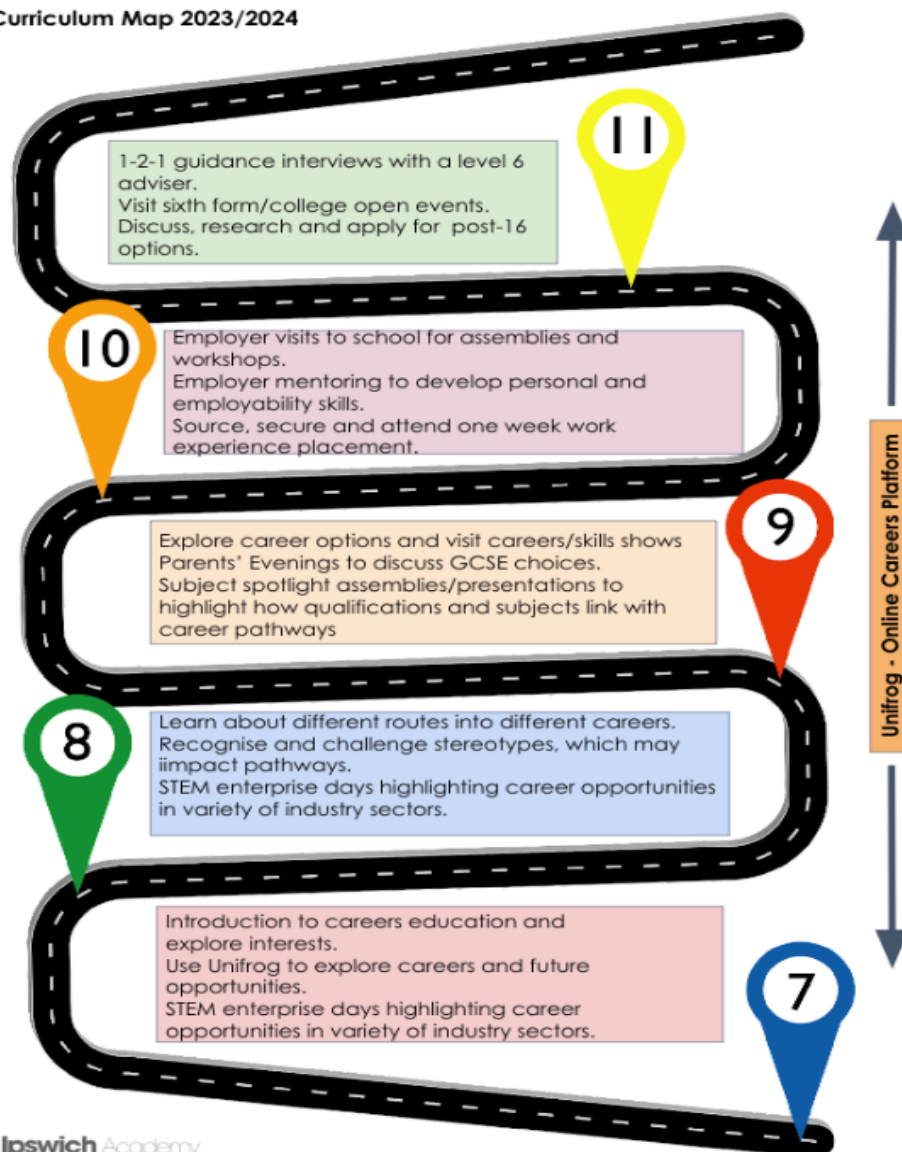 Curriculum Map 2023/2024
11
1-2-1 guidance interviews with a level 6
adviser.
Visit sixth form/college open events.
Discuss, research and apply for post-16
options.
10
Employer visits to school for assemblies and
workshops.
Employer mentoring to develop personal and
employability skills.
Source, secure and attend one week work
experience placement.
9
Explore career options and visit careers/skills shows
Parents’ Evenings to discuss GCSE choices.
Subject spotlight assemblies/presentations to
highlight how qualifications and subjects link with
career pathways
Unifrog - Online Careers Platform
8
Learn about different routes into different careers.
Recognise and challenge stereotypes, which may
iimpact pathways.
STEM enterprise days highlighting career opportunities
in variety of industry sectors.
7
Introduction to careers education and
explore interests.
Use Unifrog to explore careers and future
opportunities.
STEM enterprise days highlighting career
opportunities in variety of industry sectors.
Ipswich Academy